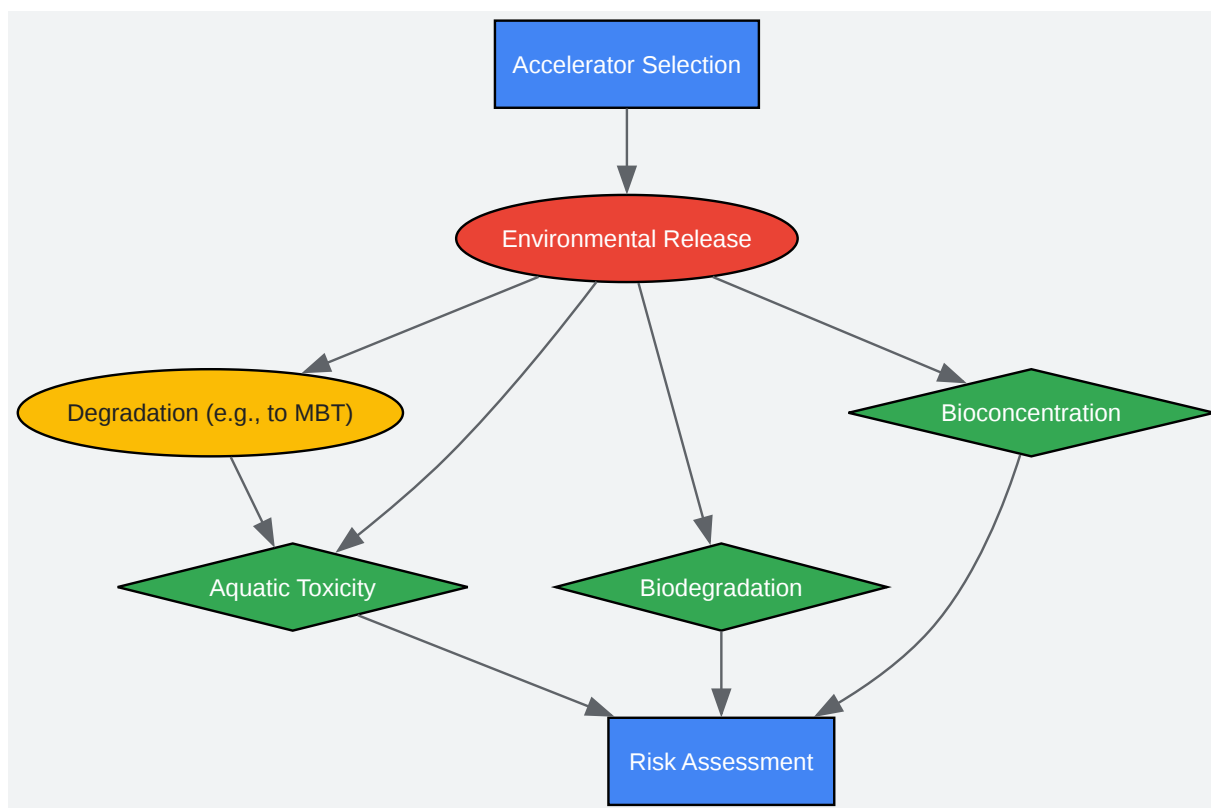 Accelerator Selection
Environmental Release
Degradation (e.g., to MBT)
Bioconcentration
Aquatic Toxicity
Biodegradation
Risk Assessment